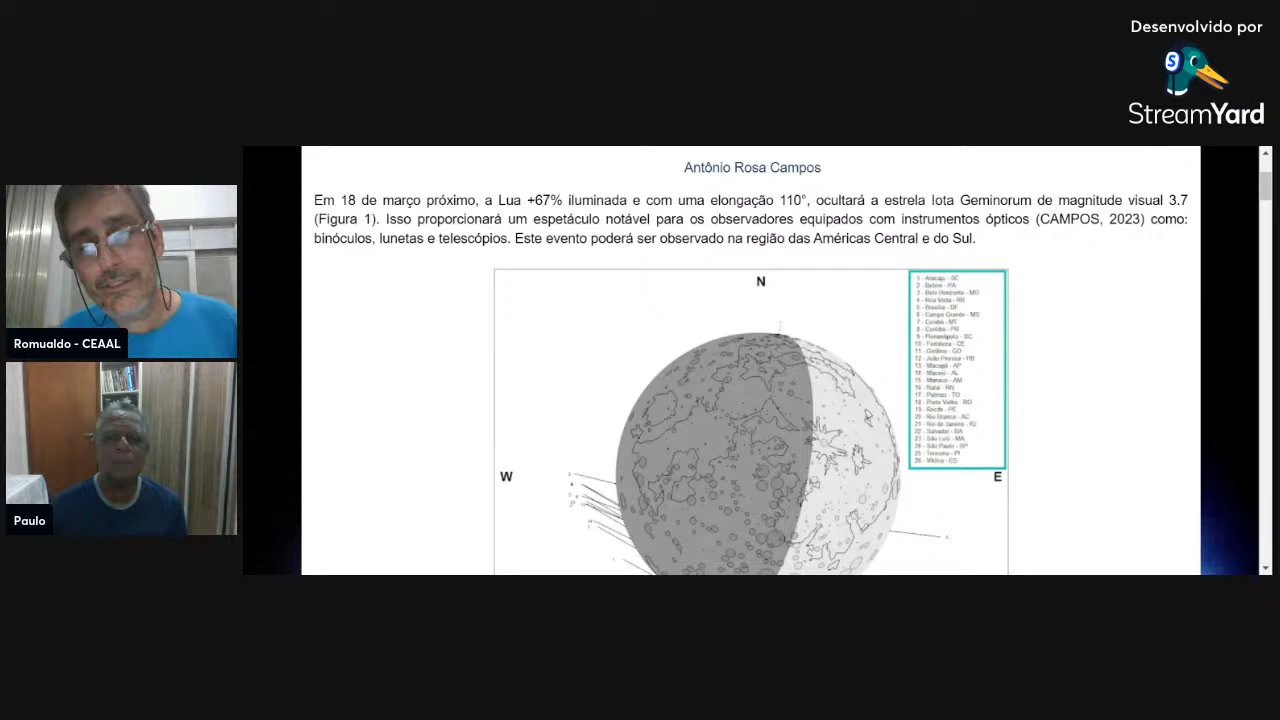 Desenvolvido por
StreamYard
Antônio Rosa Campos
Em 18 de março próximo, a Lua +67% iluminada e com uma elongação 110°, ocultará a estrela Iota Geminorum de magnitude visual 3.7
(Figura 1). Isso proporcionará um espetáculo notável para os observadores equipados com instrumentos ópticos (CAMPOS, 2023) como:
binóculos, lunetas e telescópios. Este evento poderá ser observado na região das Américas Central e do Sul.
N
1 - Aracaju - SE
2 - Belém - PA
3 - Belo Horizonte - MG
4 - Boa Vista - RR
5 - Brasília - DF
6 - Campo Grande - MS
7 - Cuiabá - MT
8 - Curitiba - PR
9 - Florianópolis - SC
10 - Fortaleza - CE
11 - Goiânia - GO
12 - João Pessoa - PB
13 - Macapá - AP
14 - Maceió - AL
15 - Manaus - AM
16 - Natal - RN
17 - Palmas - TO
18 - Porto Velho - RO
19 - Recife - PE
20 - Rio Branco - AC
21 - Rio de Janeiro - RJ
22 - Salvador - BA
23 - São Luís - MA
24 - São Paulo - SP
25 - Teresina - PI
26 - Vitória - ES
W
E
P
Romualdo - CEAAL
Paulo